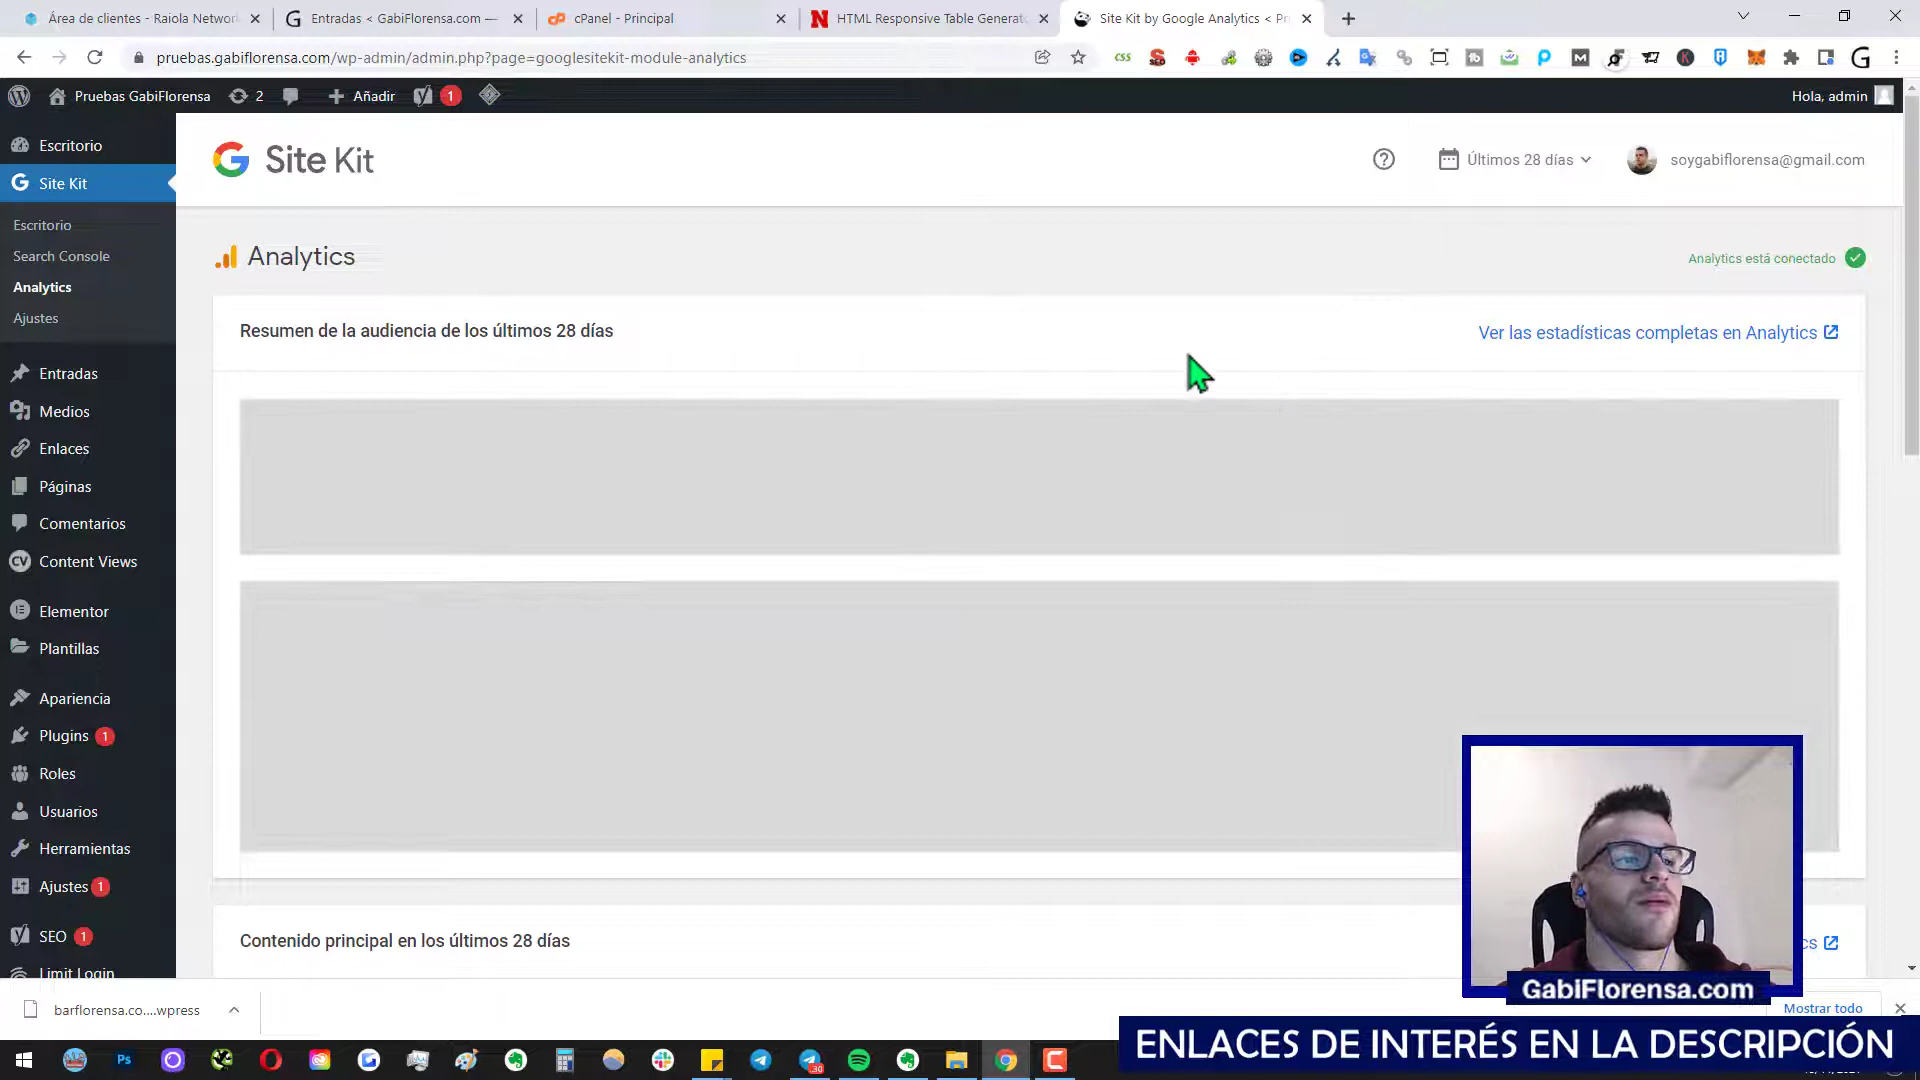 Área de clientes - Raiola Network
Entradas < GabiFlorensa.com —
cPanel - Principal
HTML Responsive Table Generat
Site Kit by Google Analytics < Pr
pruebas.gabiflorensa.com/wp-admin/admin.php?page=googlesitekit-module-analytics
Pruebas GabiFlorensa
2
Añadir
1
Hola, admin
Escritorio
Site Kit
Escritorio
Search Console
Analytics
Ajustes
Entradas
Medios
Enlaces
Páginas
Comentarios
Content Views
Elementor
Plantillas
Apariencia
Plugins 1
Roles
Usuarios
Herramientas
Ajustes 1
SEO 1
Limit Login
Site Kit
Últimos 28 días
soygabiflorensa@gmail.com
Analytics
Analytics está conectado
Resumen de la audiencia de los últimos 28 días
Ver las estadísticas completas en Analytics
Contenido principal en los últimos 28 días
cs
GabiFlorensa.com
barflorensa.co....wpress
Mostrar todo
ENLACES DE INTERÉS EN LA DESCRIPCIÓN